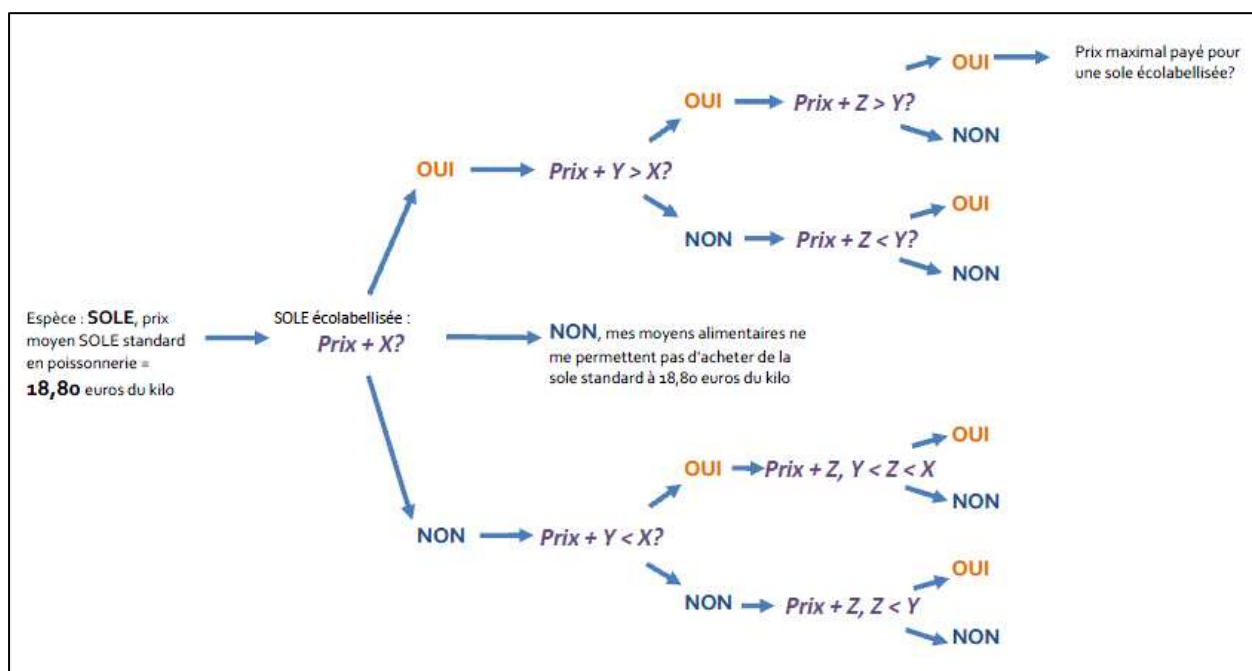 Prix maximal payé pour
une sole écolabellisée?
OUI
OUI
Prix + Z > Y?
NON
OUI
Prix + Y > X?
OUI
NON
Prix + Z < Y?
NON
Espèce : SOLE, prix
moyen SOLE standard
en poissonnerie =
18,80 euros du kilo
SOLE écolabellisée :
Prix + X?
NON, mes moyens alimentaires ne
me permettent pas d'acheter de la
sole standard à 18,80 euros du kilo
OUI
OUI
Prix + Z, Y < Z < X
NON
NON
Prix + Y < X?
OUI
NON
Prix + Z, Z < Y
NON